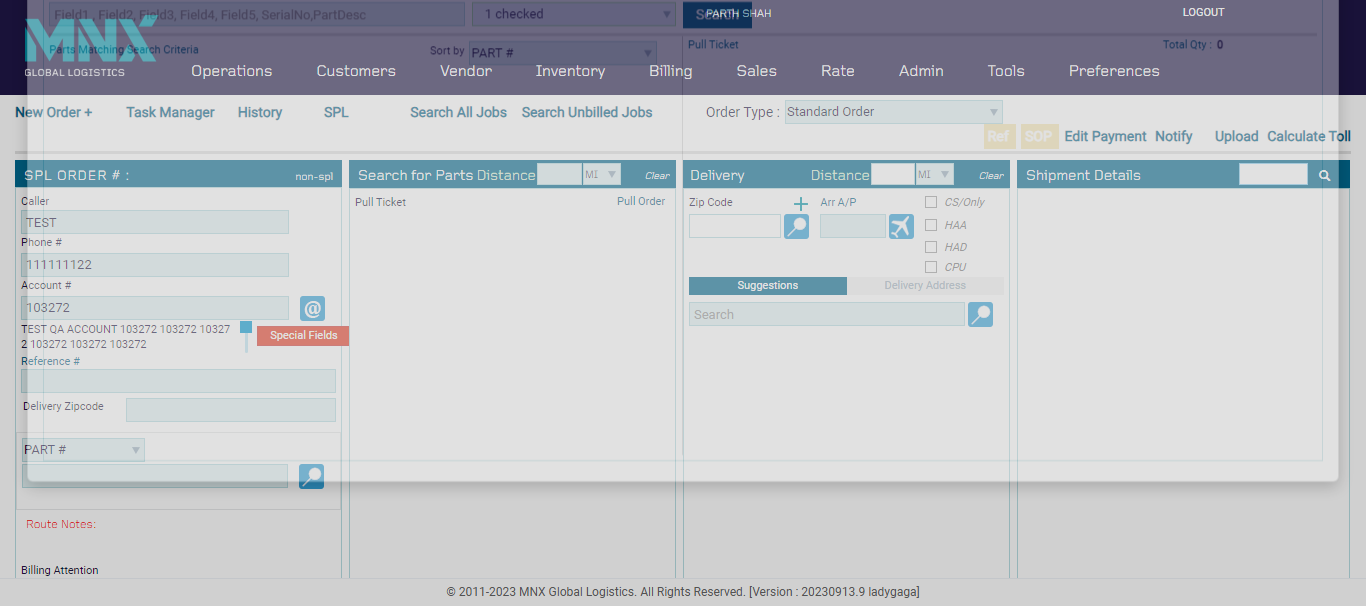 Field1, Field2, Field3, Field4, Field5, SerialNo,PartDesc 1 checked Search PARTH SHAH LOGOUT
MNX
GLOBAL LOGISTICS
Parts Matching Search Criteria Sort by PART # Pull Ticket Total Qty : 0
Operations Customers Vendor Inventory Billing Sales Rate Admin Tools Preferences
New Order + Task Manager History SPL Search All Jobs Search Unbilled Jobs Order Type : Standard Order
Ref SOP Edit Payment Notify Upload Calculate Toll
SPL ORDER # : non-spl
Caller
TEST
Phone #
111111122
Account #
103272
@
TEST QA ACCOUNT 103272 103272 10327
2 103272 103272 103272
Special Fields
Reference #
Delivery Zipcode
PART #
Route Notes:
Billing Attention
Search for Parts Distance MI Clear
Pull Ticket Pull Order
Delivery Distance MI Clear
Zip Code Arr A/P CS/Only
HAA
HAD
CPU
Suggestions Delivery Address
Search
Shipment Details
© 2011-2023 MNX Global Logistics. All Rights Reserved. [Version : 20230913.9 ladygaga]